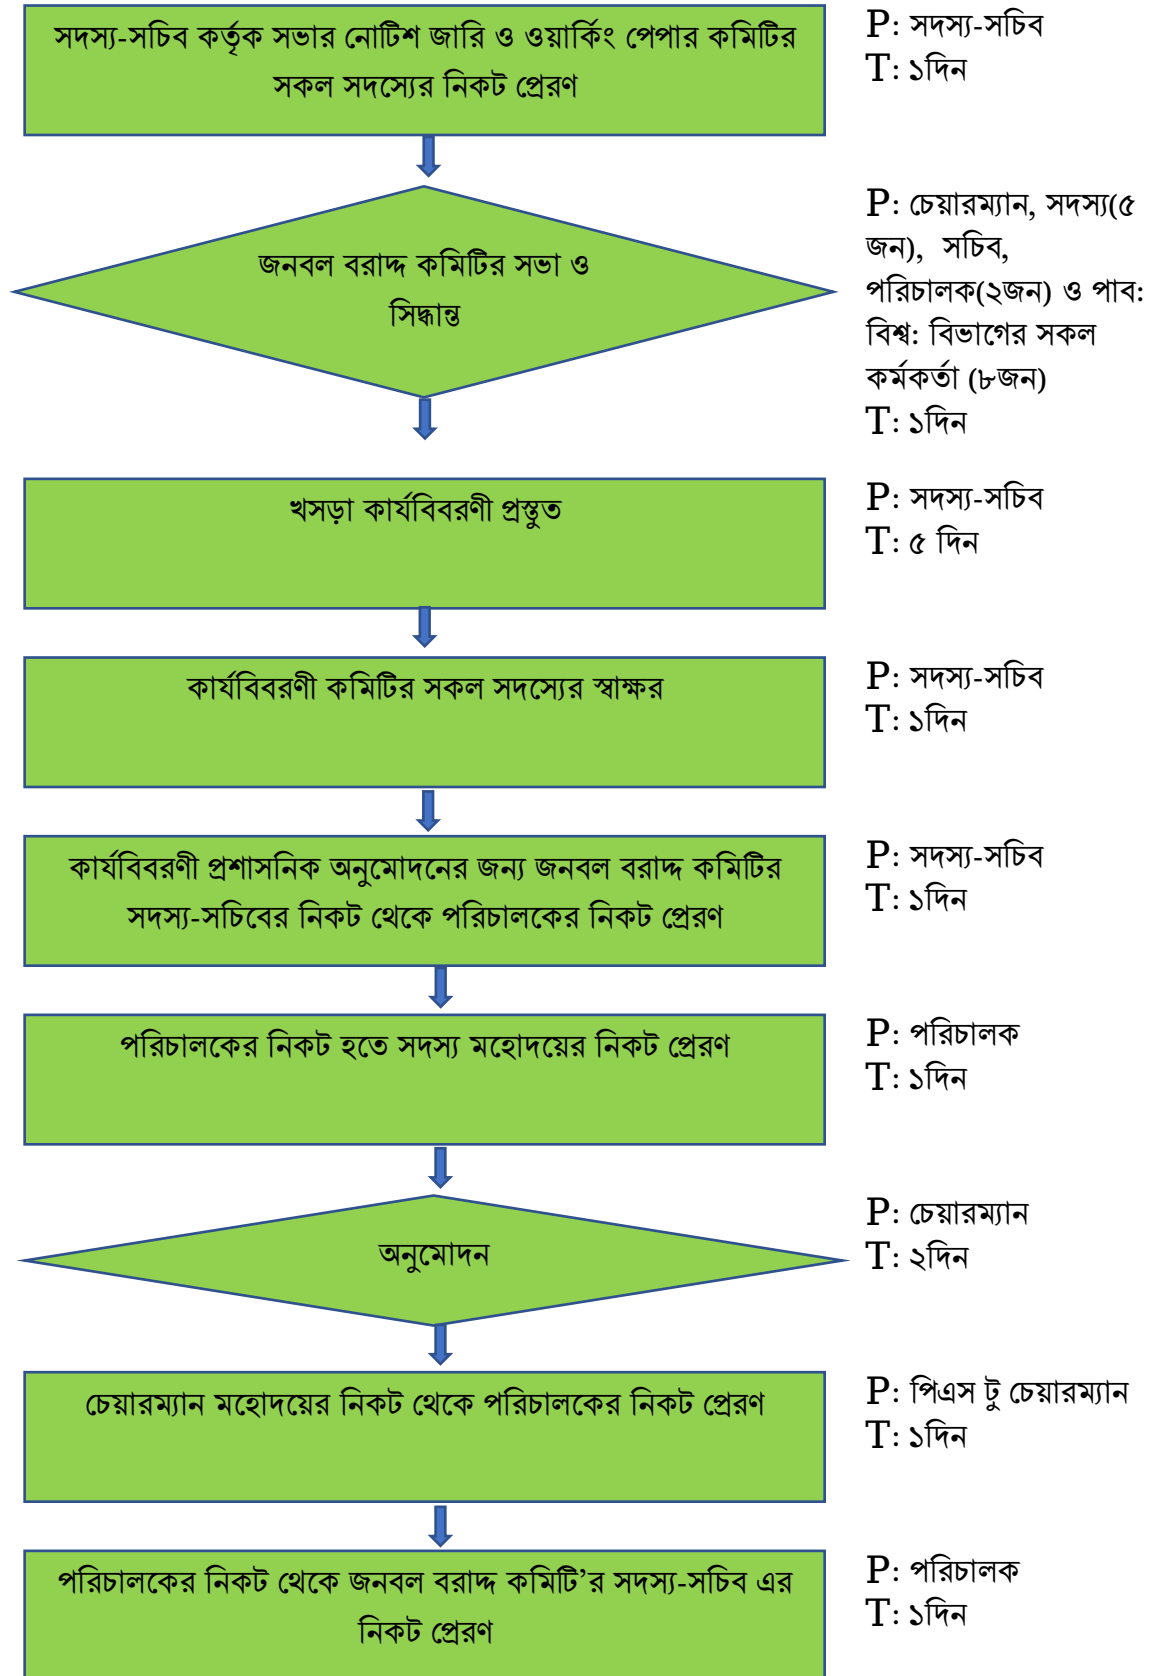 সদস্য-সচিব কর্তৃক সভার নোটিশ জারি ও ওয়ার্কিং পেপার কমিটির
সকল সদস্যের নিকট প্রেরণ
P: সদস্য-সচিব
T: ১দিন
জনবল বরাদ্দ কমিটির সভা ও
সিদ্ধান্ত
P: চেয়ারম্যান, সদস্য(৫
জন), সচিব,
পরিচালক(২জন) ও পাব:
বিশ্ব: বিভাগের সকল
কর্মকর্তা (৮জন)
T: ১দিন
খসড়া কার্যবিবরণী প্রস্তুত
P: সদস্য-সচিব
T: ৫ দিন
কার্যবিবরণী কমিটির সকল সদস্যের স্বাক্ষর
P: সদস্য-সচিব
T: ১দিন
কার্যবিবরণী প্রশাসনিক অনুমোদনের জন্য জনবল বরাদ্দ কমিটির
সদস্য-সচিবের নিকট থেকে পরিচালকের নিকট প্রেরণ
P: সদস্য-সচিব
T: ১দিন
পরিচালকের নিকট হতে সদস্য মহোদয়ের নিকট প্রেরণ
P: পরিচালক
T: ১দিন
অনুমোদন
P: চেয়ারম্যান
T: ২দিন
চেয়ারম্যান মহোদয়ের নিকট থেকে পরিচালকের নিকট প্রেরণ
P: পিএস টু চেয়ারম্যান
T: ১দিন
পরিচালকের নিকট থেকে জনবল বরাদ্দ কমিটি’র সদস্য-সচিব এর
নিকট প্রেরণ
P: পরিচালক
T: ১দিন